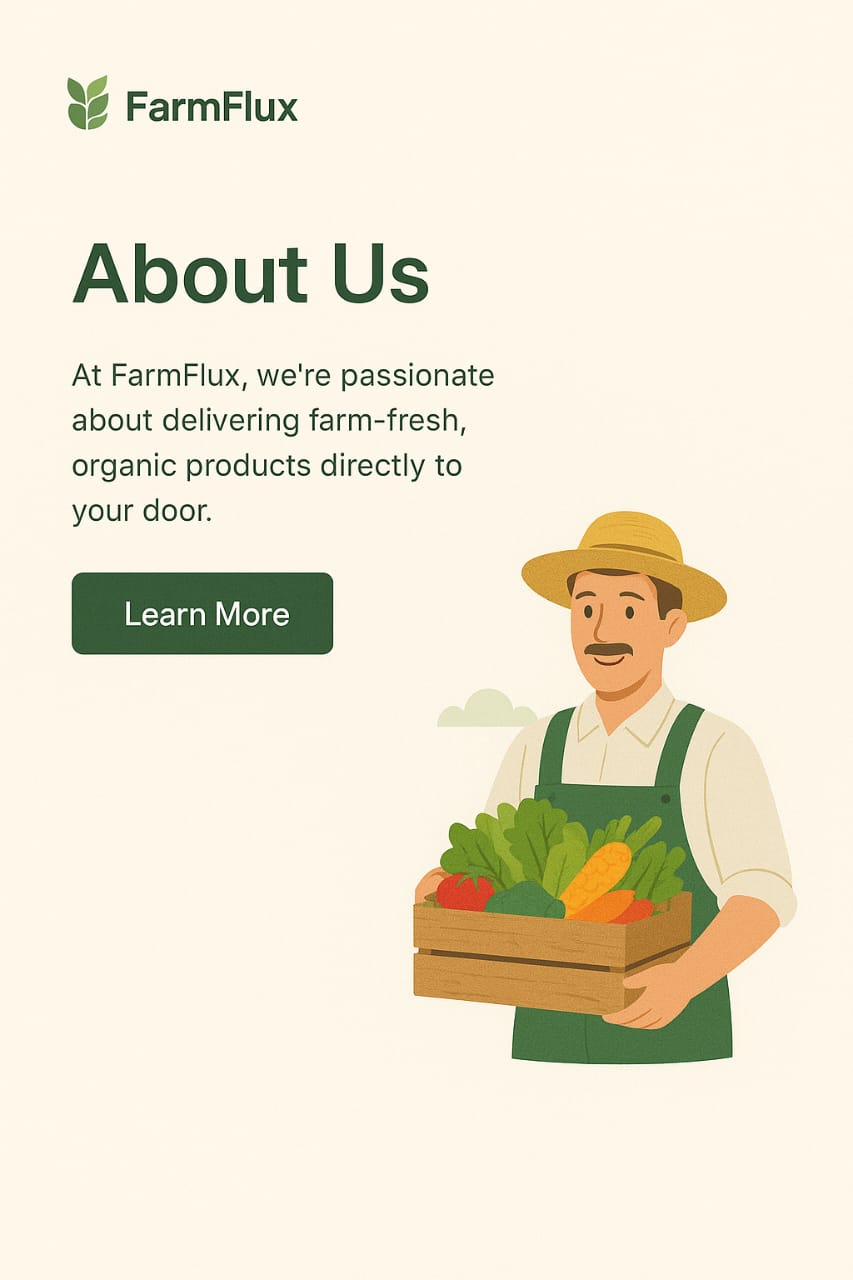 FarmFlux
About Us
At FarmFlux, we're passionate
about delivering farm-fresh,
organic products directly to
your door.
Learn More